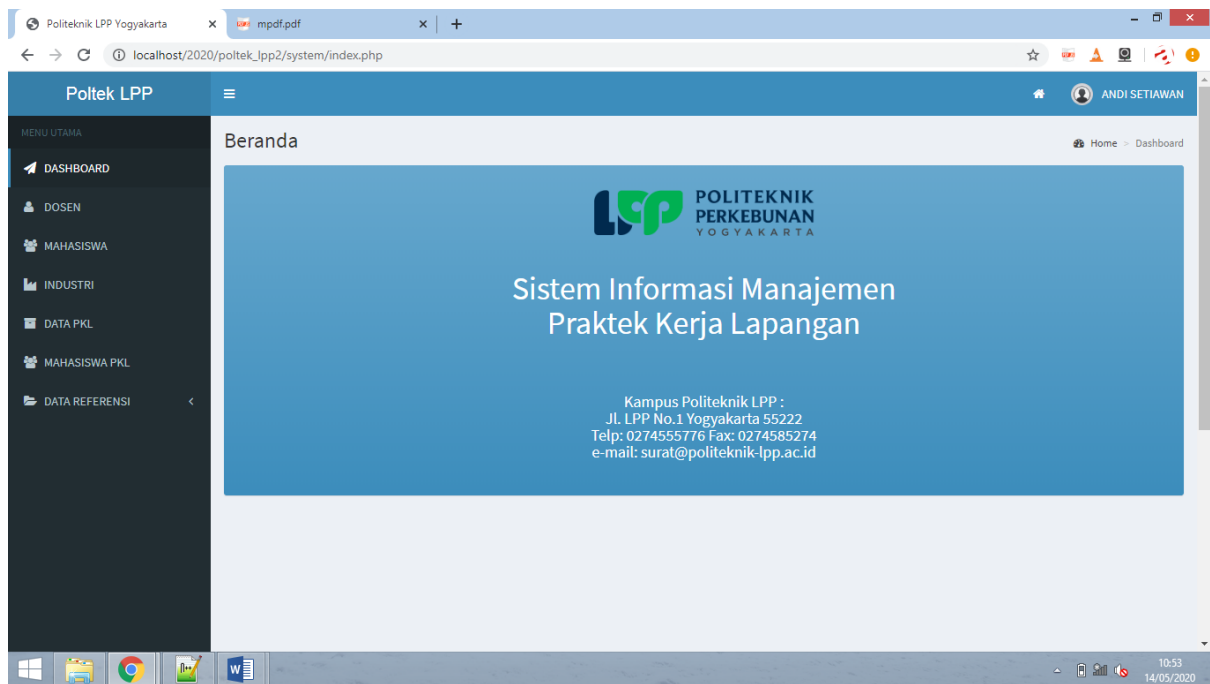 Politeknik LPP Yogyakarta
mpdf.pdf
localhost/2020/poltek_lpp2/system/index.php
Poltek LPP
ANDI SETIAWAN
MENU UTAMA
DASHBOARD
DOSEN
MAHASISWA
INDUSTRI
DATA PKL
MAHASISWA PKL
DATA REFERENSI
Beranda
Home > Dashboard
LPP
POLITEKNIK
PERKEBUNAN
YOGYAKARTA
Sistem Informasi Manajemen
Praktek Kerja Lapangan
Kampus Politeknik LPP :
Jl. LPP No.1 Yogyakarta 55222
Telp: 0274555776 Fax: 0274585274
e-mail: surat@politeknik-lpp.ac.id
10:53
14/05/2020